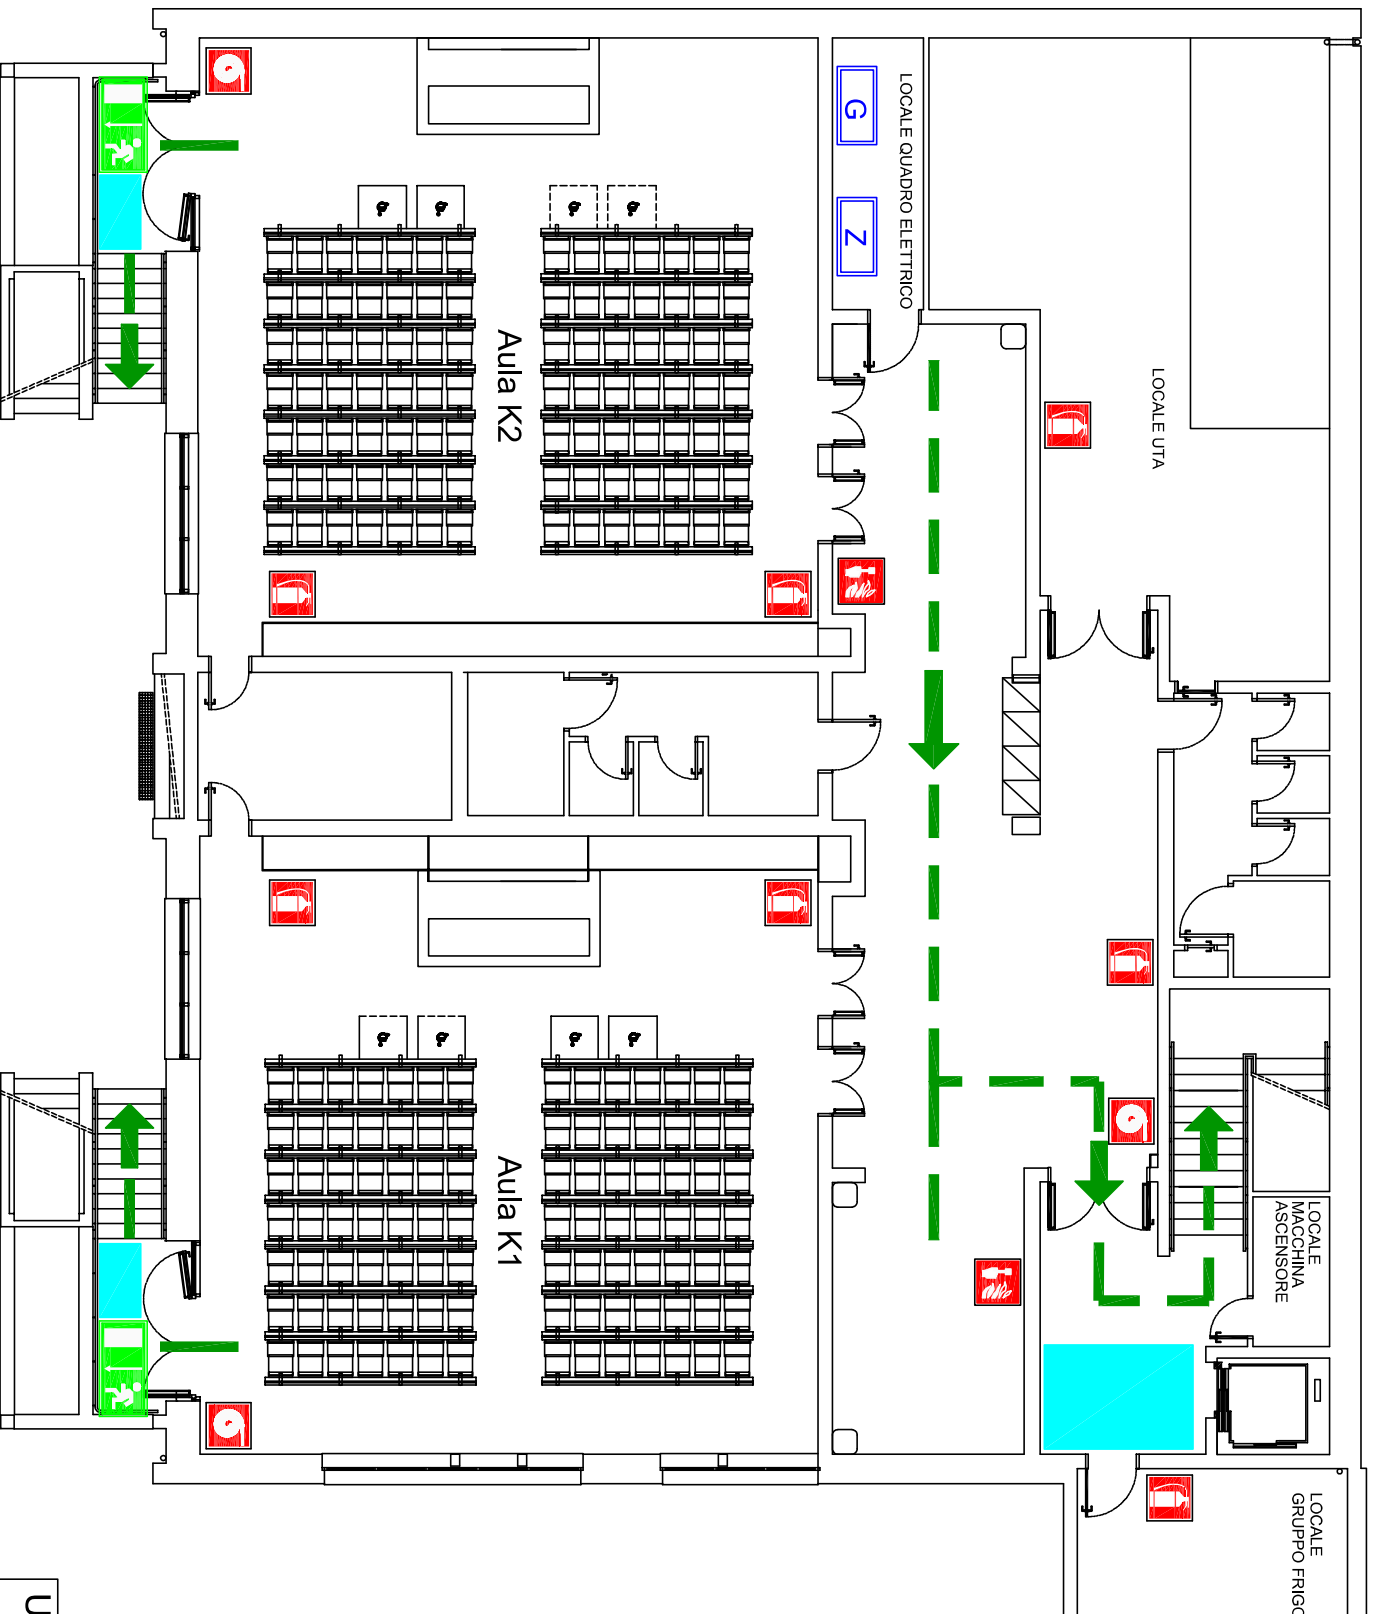 LOCALE QUADRO ELETTRICO
G
Z
LOCALE UTA
Aula K2
Aula K1
LOCALE
MACCHINA
ASCENSORE
LOCALE
GRUPPO FRIGO
U